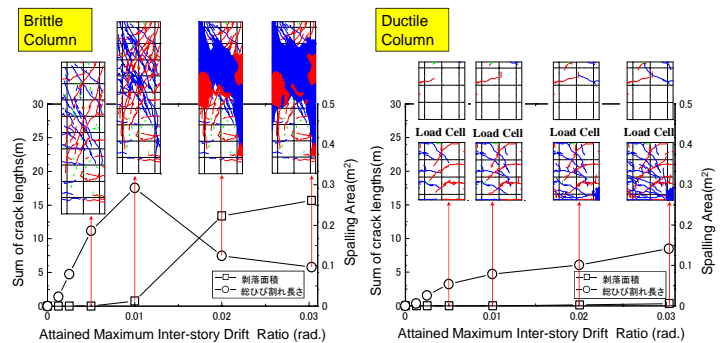 Brittle
Column
30
25
20
15
10
5
0
Sum of crack lengths(m)
0.5
0.4
0.3
0.2
0.1
0
Spalling Area(m²)
剥落面積
総ひび割れ長さ
0
0.01
0.02
0.03
Attained Maximum Inter-story Drift Ratio (rad.)
Ductile
Column
Load Cell
Load Cell
Load Cell
Load Cell
30
25
20
15
10
5
0
Sum of crack lengths(m)
0.5
0.4
0.3
0.2
0.1
0
Spalling Area(m²)
剥落面積
総ひび割れ長さ
0
0.01
0.02
0.03
Attained Maximum Inter-story Drift Ratio (rad.)